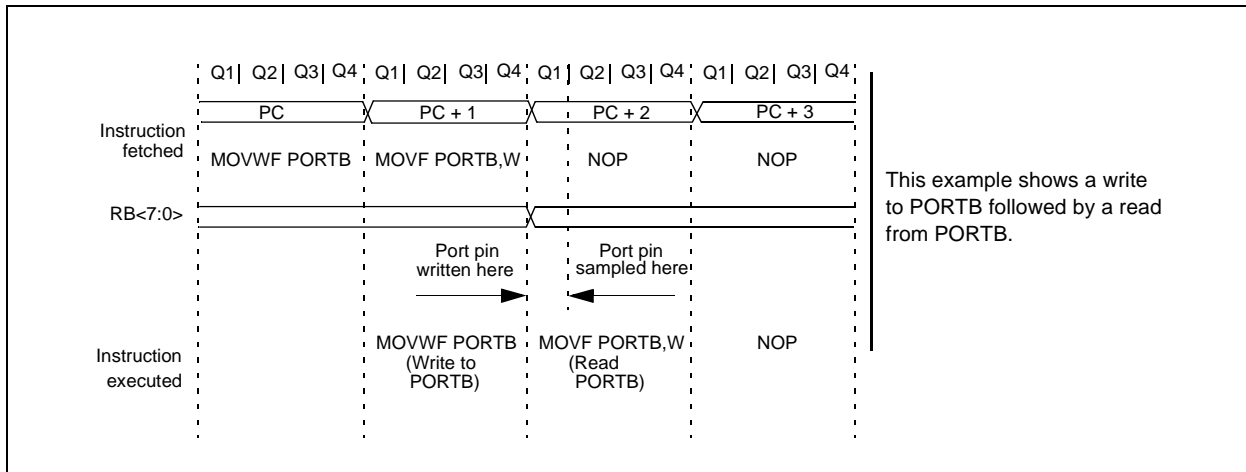 Q1| Q2| Q3| Q4 Q1| Q2| Q3| Q4 Q1| Q2| Q3| Q4 Q1| Q2| Q3| Q4
PC PC + 1 PC + 2 PC + 3
Instruction
fetched
MOVWF PORTB MOVF PORTB,W NOP NOP
This example shows a write
to PORTB followed by a read
from PORTB.
RB<7:0>
Port pin
written here
Port pin
sampled here
Instruction
executed
MOVWF PORTB
(Write to
PORTB)
MOVF PORTB,W
(Read
PORTB)
NOP